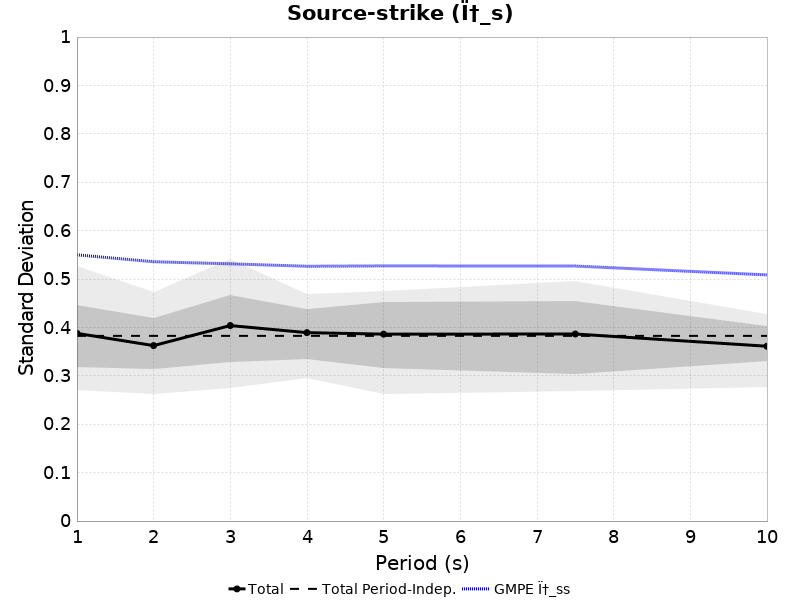 Source-strike (Ï†_s)
1
0.9
0.8
0.7
0.6
0.5
0.4
0.3
0.2
0.1
0
Standard Deviation
1 2 3 4 5 6 7 8 9 10
Period (s)
Total Total Period-Indep. GMPE Ï†_ss